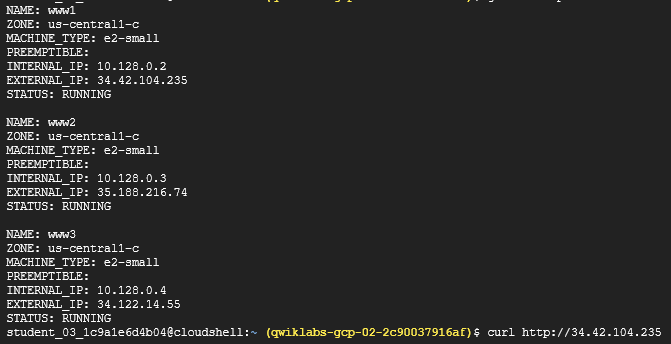 NAME: www1
ZONE: us-central1-c
MACHINE_TYPE: e2-small
PREEMPTIBLE:
INTERNAL_IP: 10.128.0.2
EXTERNAL_IP: 34.42.104.235
STATUS: RUNNING
NAME: www2
ZONE: us-central1-c
MACHINE_TYPE: e2-small
PREEMPTIBLE:
INTERNAL_IP: 10.128.0.3
EXTERNAL_IP: 35.188.216.74
STATUS: RUNNING
NAME: www3
ZONE: us-central1-c
MACHINE_TYPE: e2-small
PREEMPTIBLE:
INTERNAL_IP: 10.128.0.4
EXTERNAL_IP: 34.122.14.55
STATUS: RUNNING
student_03_1c9a1e6d4b04@cloudshell:~ (qwiklabs-gcp-02-2c90037916af)$ curl http://34.42.104.235